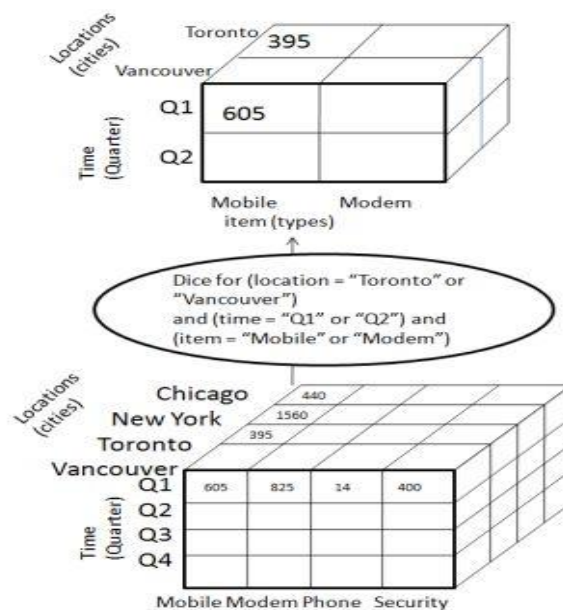 Locations
(cities)
Toronto
395
Vancouver
Q1
605
Q2
Time
(Quarter)
Mobile Modem
item (types)
Dice for (location = "Toronto" or
"Vancouver")
and (time = "Q1" or "Q2") and
(item = "Mobile" or "Modem")
Locations
(cities)
Chicago 440
New York 1560
Toronto 395
Vancouver
Q1 605 825 14 400
Q2
Q3
Q4
Time
(Quarter)
Mobile Modem Phone Security